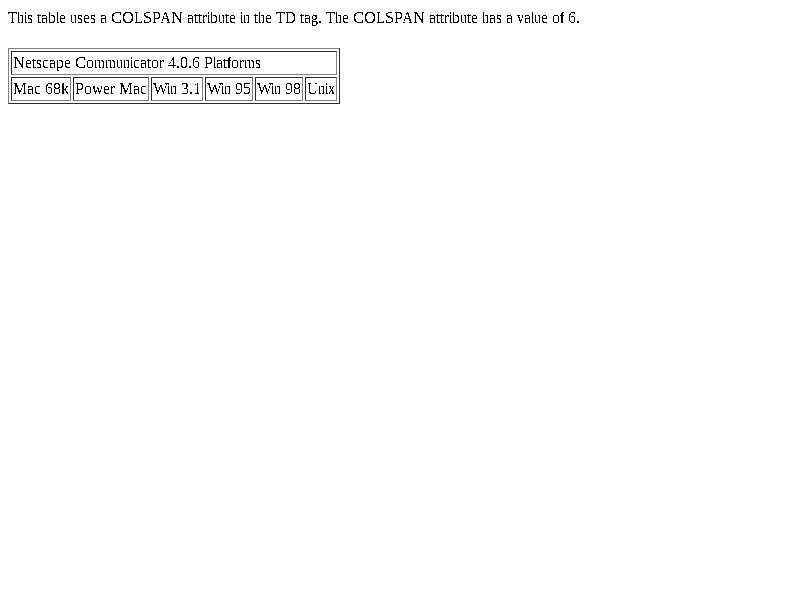 This table uses a COLSPAN attribute in the TD tag. The COLSPAN attribute has a value of 6.
Netscape Communicator 4.0.6 Platforms
Mac 68k Power Mac Win 3.1 Win 95 Win 98 Unix